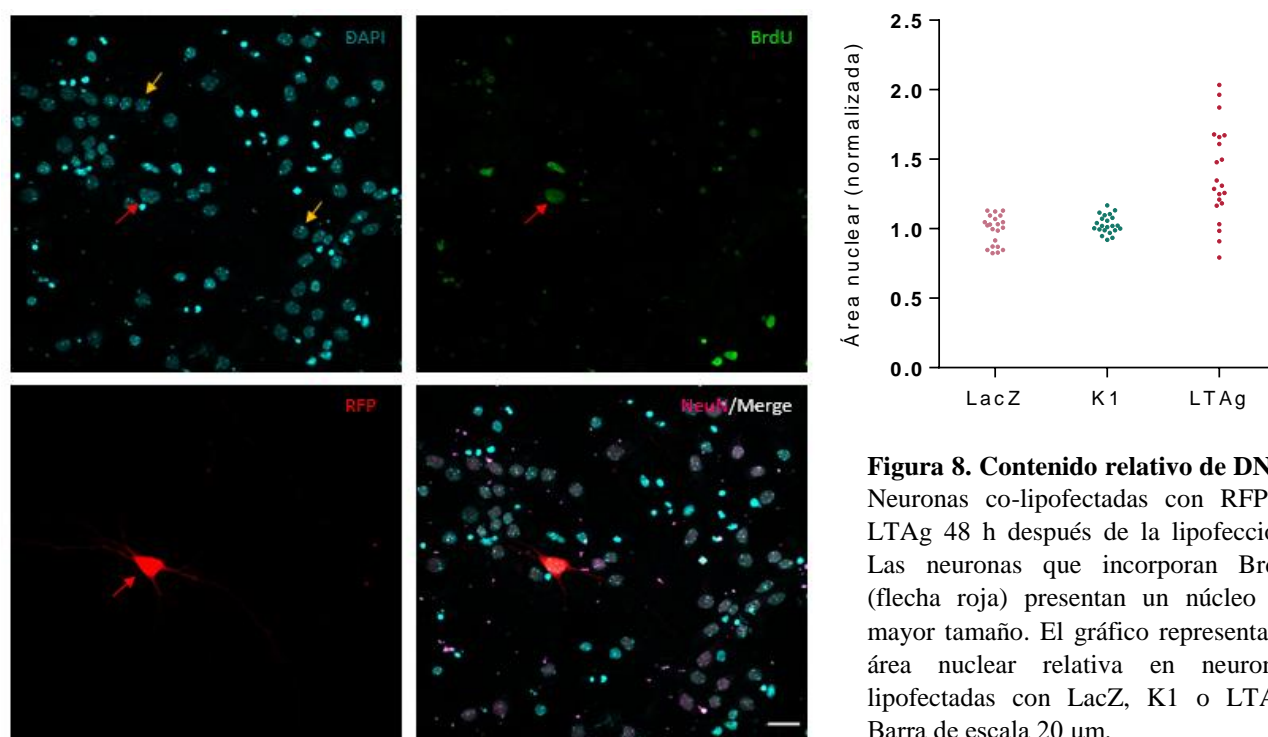 DAPI
BrdU
RFP
NeuN/Merge
Área nuclear (normalizada)
2.5
2.0
1.5
1.0
0.5
0.0
LacZ K1 LTAg
Figura 8. Contenido relativo de DN
Neuronas co-lipofectadas con RFP
LTAg 48 h después de la lipofecció
Las neuronas que incorporan Brd
(flecha roja) presentan un núcleo
mayor tamaño. El gráfico representa
área nuclear relativa en neuron
lipofectadas con LacZ, K1 o LTA
Barra de escala 20 µm.